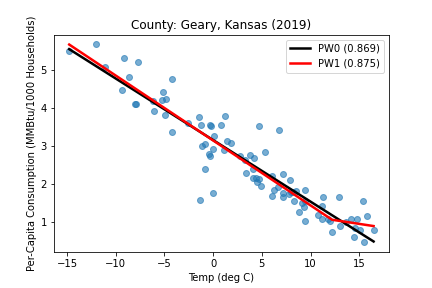 County: Geary, Kansas (2019)
PW0 (0.869)
PW1 (0.875)
Per-Capita Consumption (MMBtu/1000 Households)
5
4
3
2
1
−15
−10
−5
0
5
10
15
Temp (deg C)